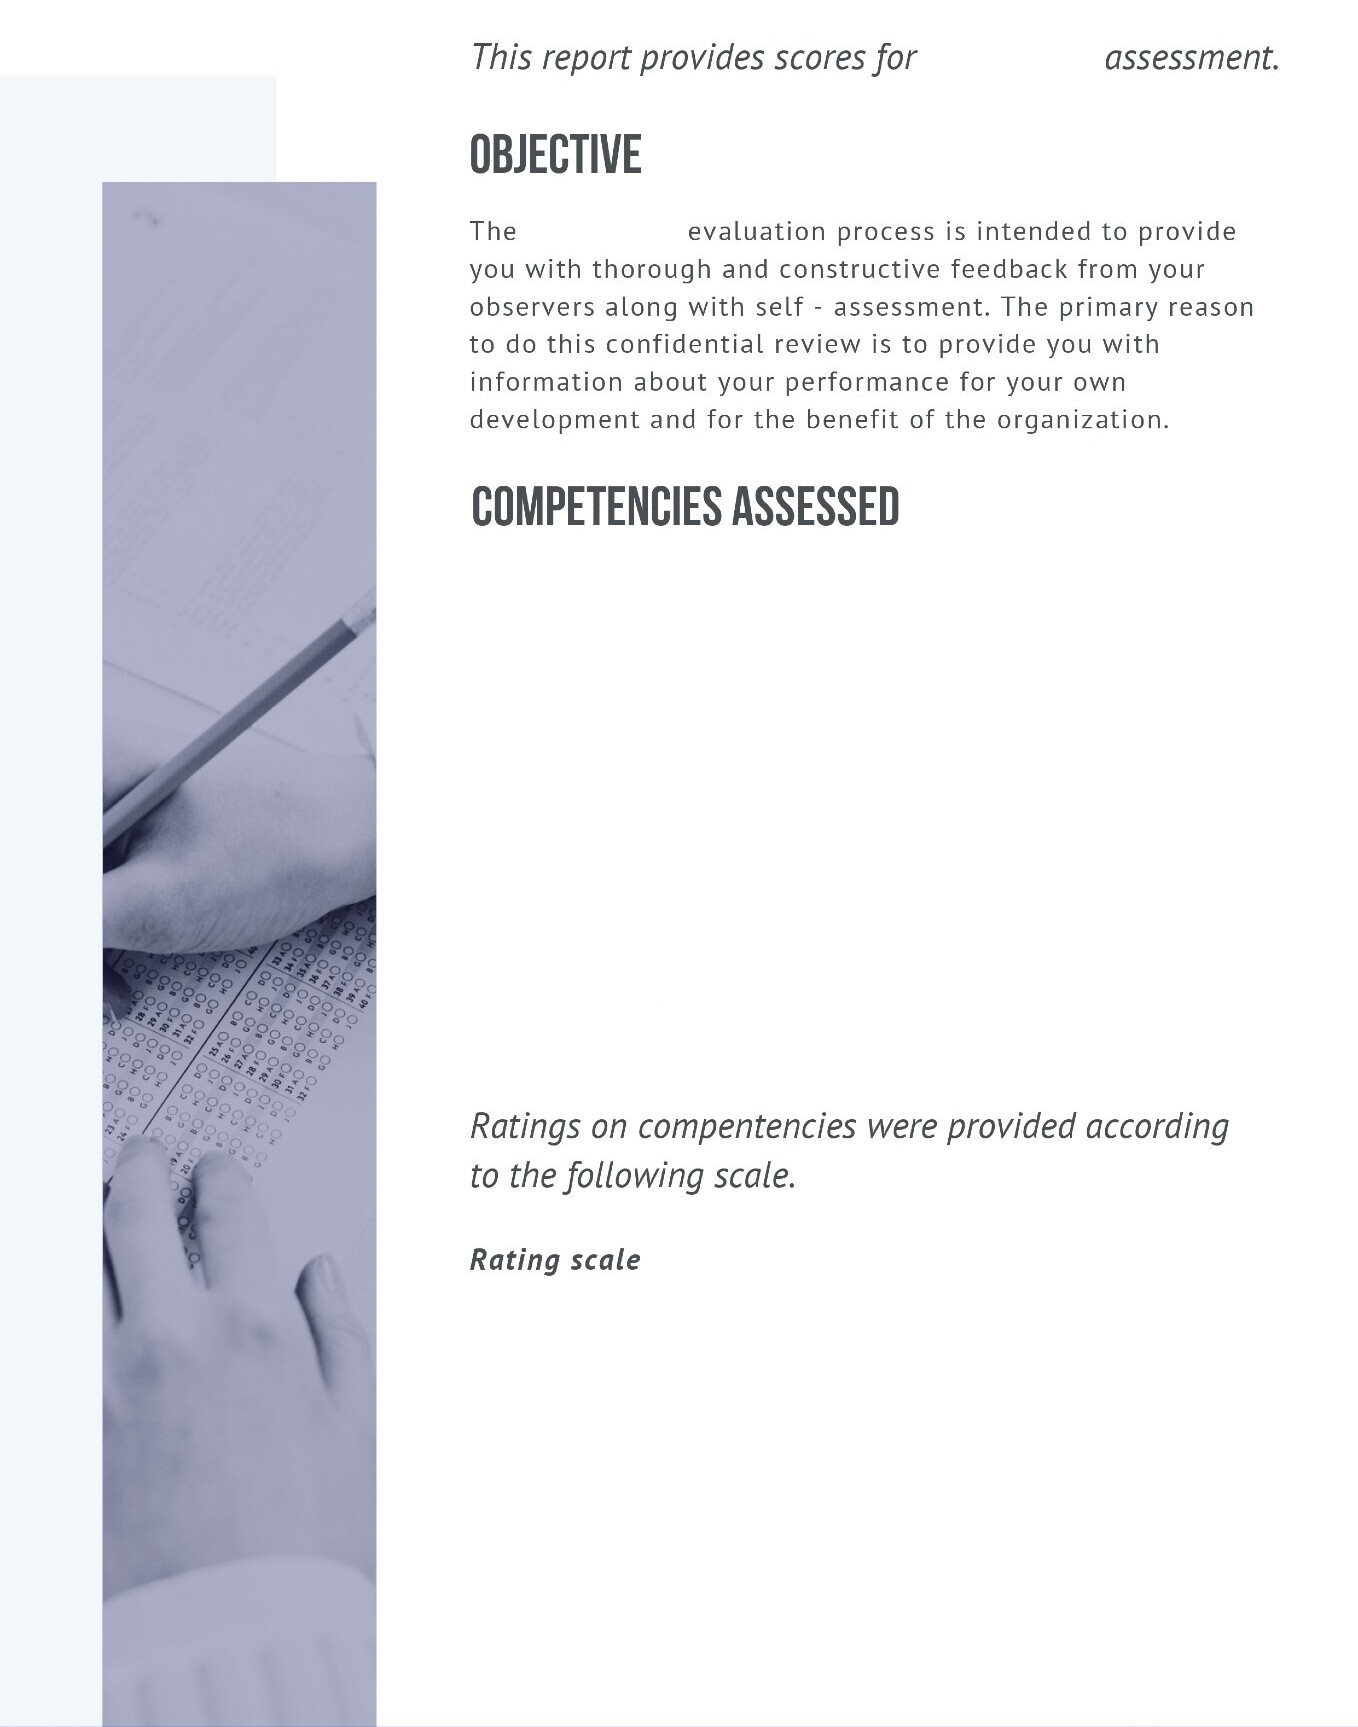 This report provides scores for assessment.
OBJECTIVE
The evaluation process is intended to provide
you with thorough and constructive feedback from your
observers along with self - assessment. The primary reason
to do this confidential review is to provide you with
information about your performance for your own
development and for the benefit of the organization.
COMPETENCIES ASSESSED
Ratings on compentencies were provided according
to the following scale.
Rating scale